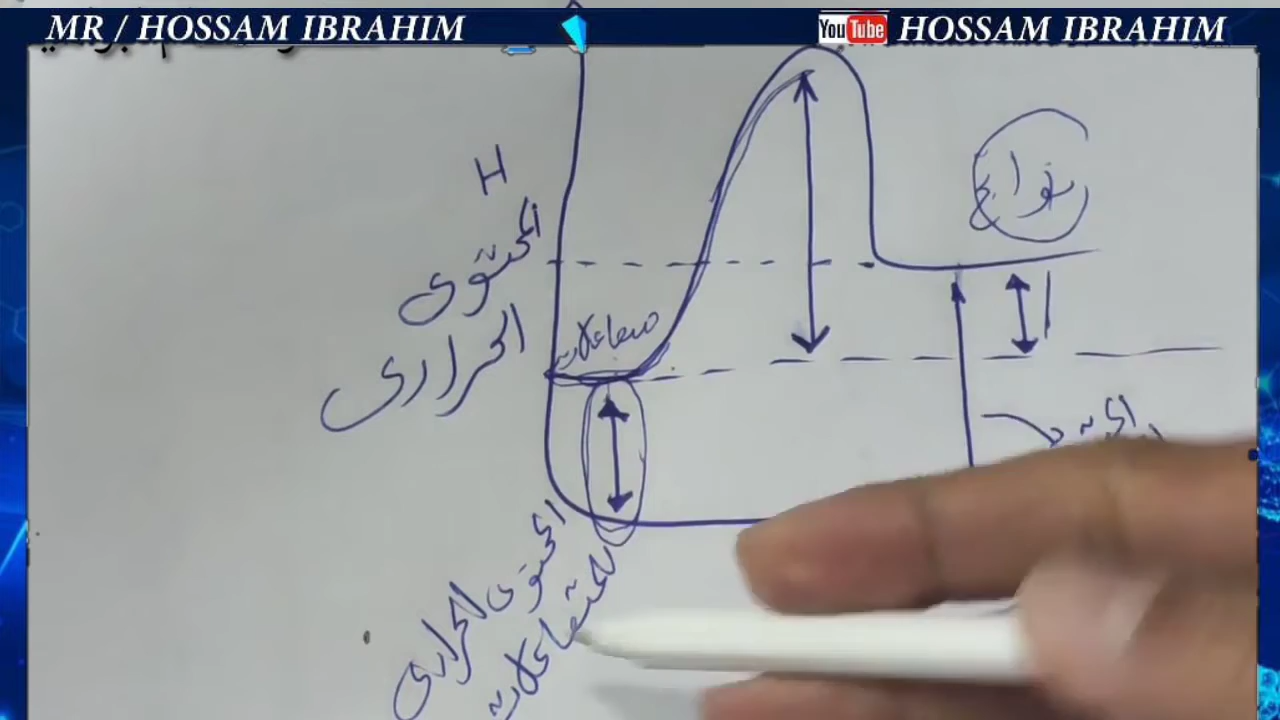 MR / HOSSAM IBRAHIM
YouTube HOSSAM IBRAHIM
H
المحتوى
الحرارى
متفاعلات
نواتج
المحتوى الحرارى
للمتفاعلات